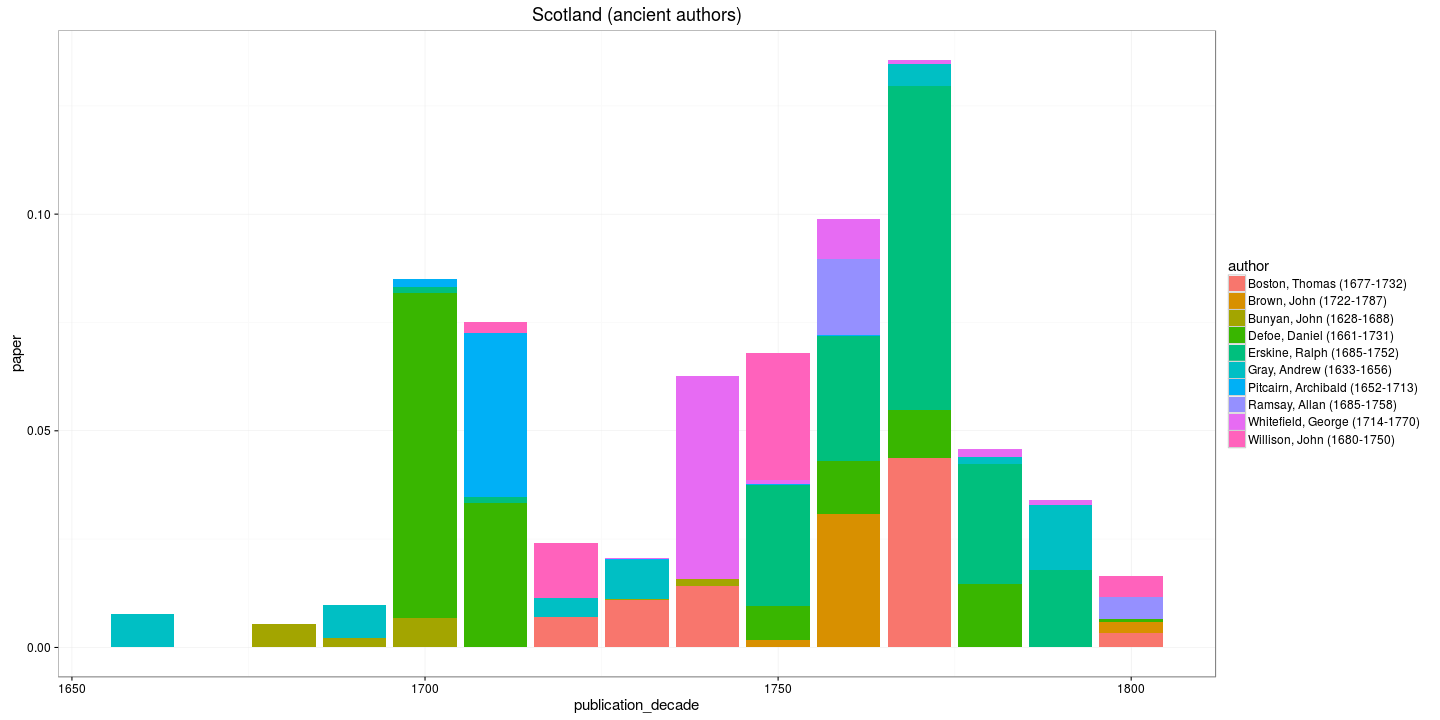 Scotland (ancient authors)
paper
0.10
0.05
0.00
1650
1700
1750
1800
publication_decade
author
Boston, Thomas (1677-1732)
Brown, John (1722-1787)
Bunyan, John (1628-1688)
Defoe, Daniel (1661-1731)
Erskine, Ralph (1685-1752)
Gray, Andrew (1633-1656)
Pitcairn, Archibald (1652-1713)
Ramsay, Allan (1685-1758)
Whitefield, George (1714-1770)
Willison, John (1680-1750)